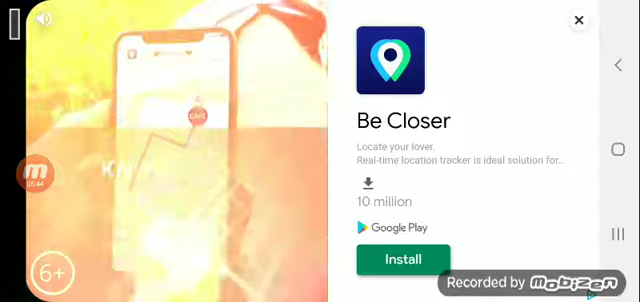 Be Closer
Locate your lover.
Real-time location tracker is ideal solution for...
10 million
Google Play
Install
6+
05:44
Recorded by mobizen